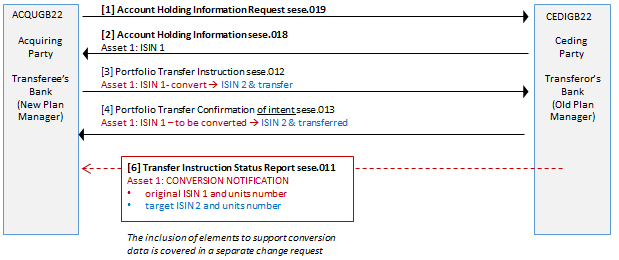 ACQUGB22
Acquiring
Party
Transferee's
Bank
(New Plan
Manager)
[1] Account Holding Information Request sese.019
[2] Account Holding Information sese.018
Asset 1: ISIN 1
[3] Portfolio Transfer Instruction sese.012
Asset 1: ISIN 1- convert → ISIN 2 & transfer
[4] Portfolio Transfer Confirmation of intent sese.013
Asset 1: ISIN 1 – to be converted → ISIN 2 & transferred
[6] Transfer Instruction Status Report sese.011
Asset 1: CONVERSION NOTIFICATION
• original ISIN 1 and units number
• target ISIN 2 and units number
The inclusion of elements to support conversion
data is covered in a separate change request
CEDIGB22
Ceding
Party
Transferor's
Bank
(Old Plan
Manager)